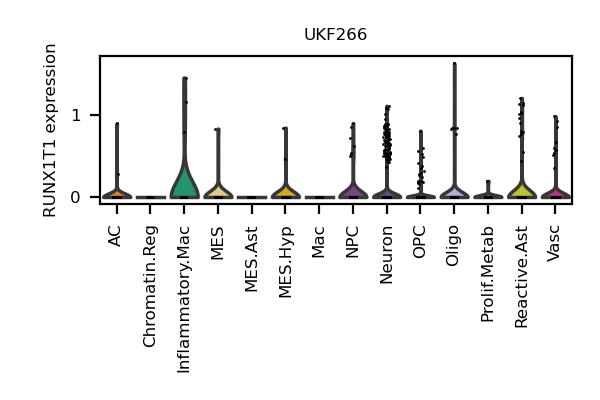 UKF266
RUNX1T1 expression
1
0
AC
Chromatin.Reg
Inflammatory.Mac
MES
MES.Ast
MES.Hyp
Mac
NPC
Neuron
OPC
Oligo
Prolif.Metab
Reactive.Ast
Vasc